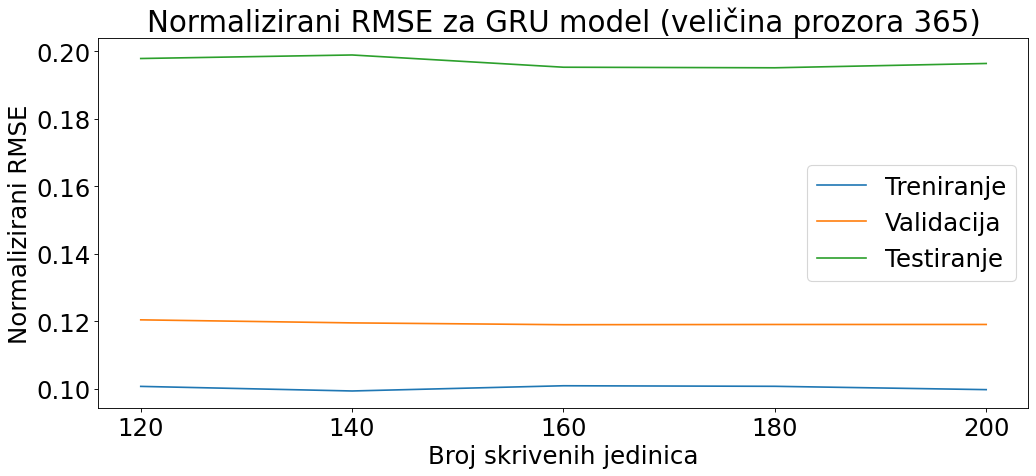 Normalizirani RMSE za GRU model (veličina prozora 365)
Normalizirani RMSE
0.20
0.18
0.16
0.14
0.12
0.10
Treniranje
Validacija
Testiranje
120 140 160 180 200
Broj skrivenih jedinica